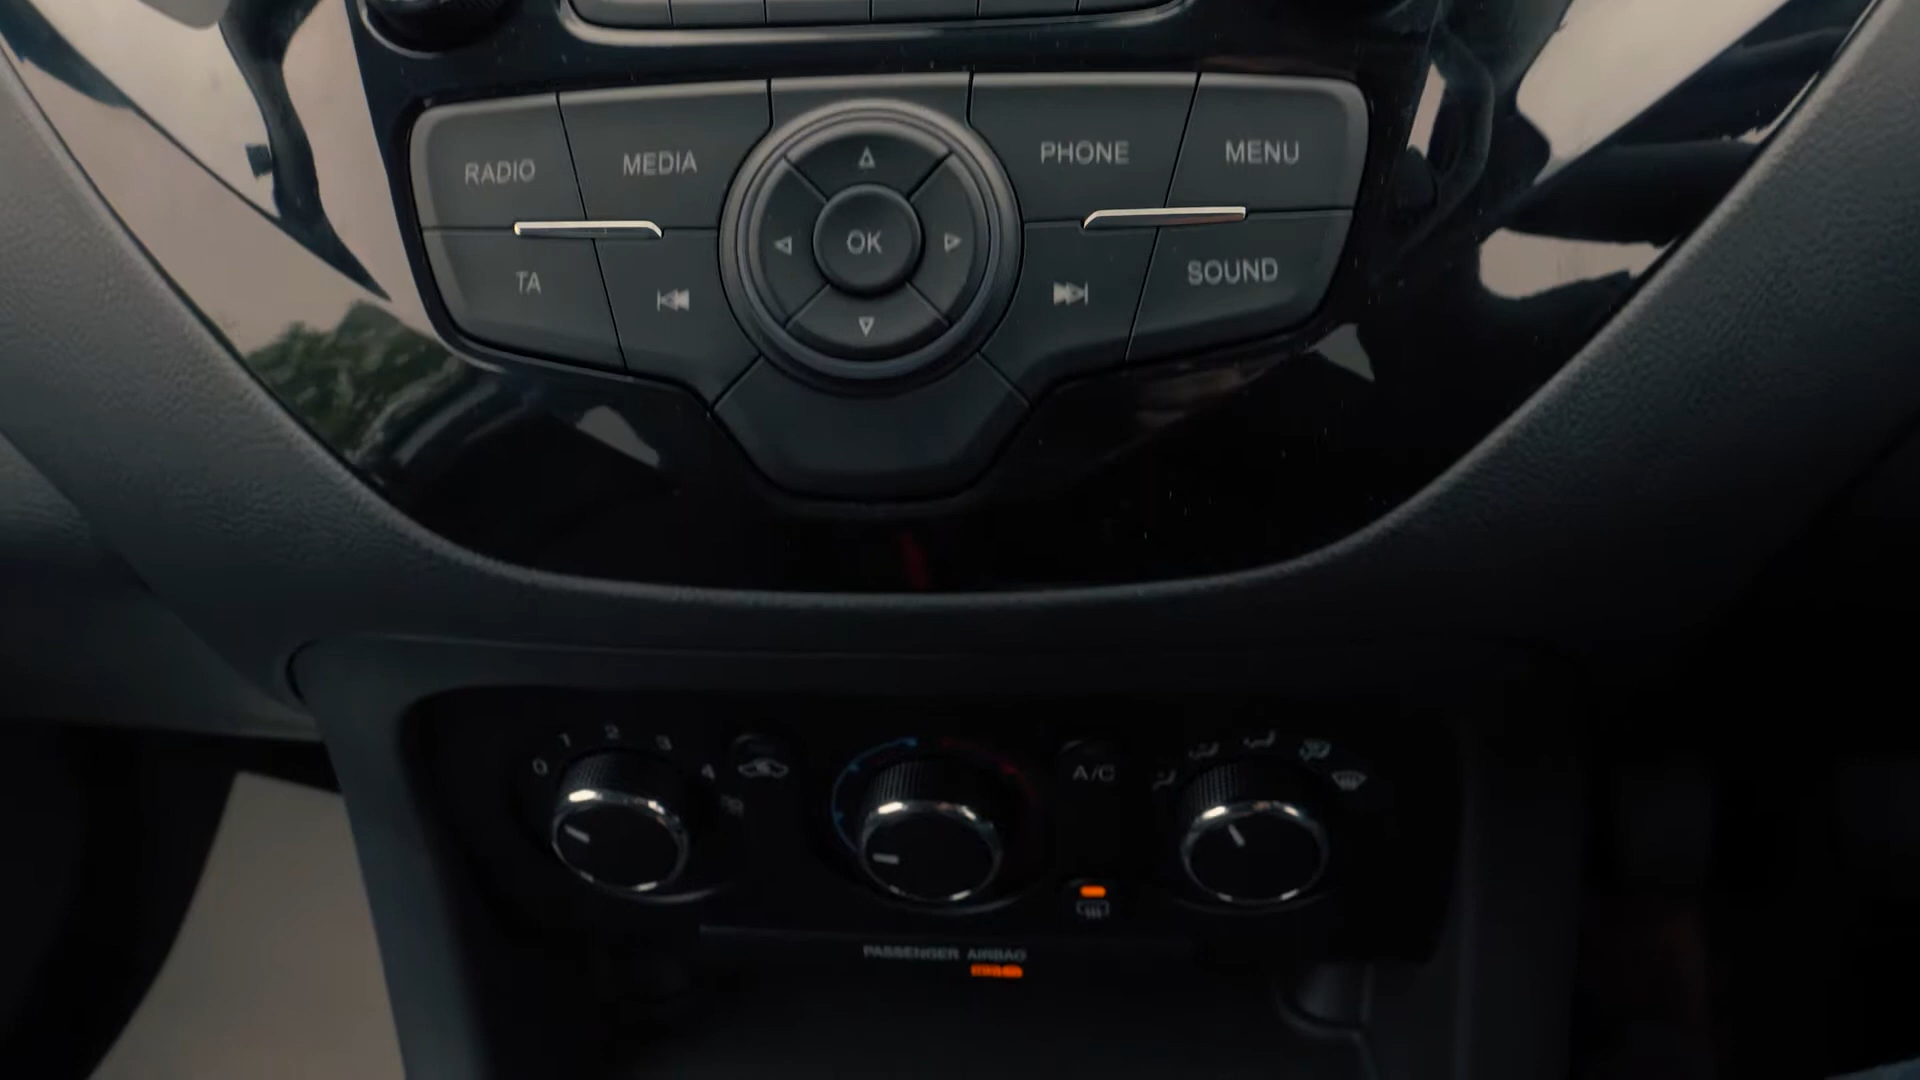 RADIO MEDIA PHONE MENU
OK
TA SOUND
0 1 2 3 4
A/C
PASSENGER AIRBAG